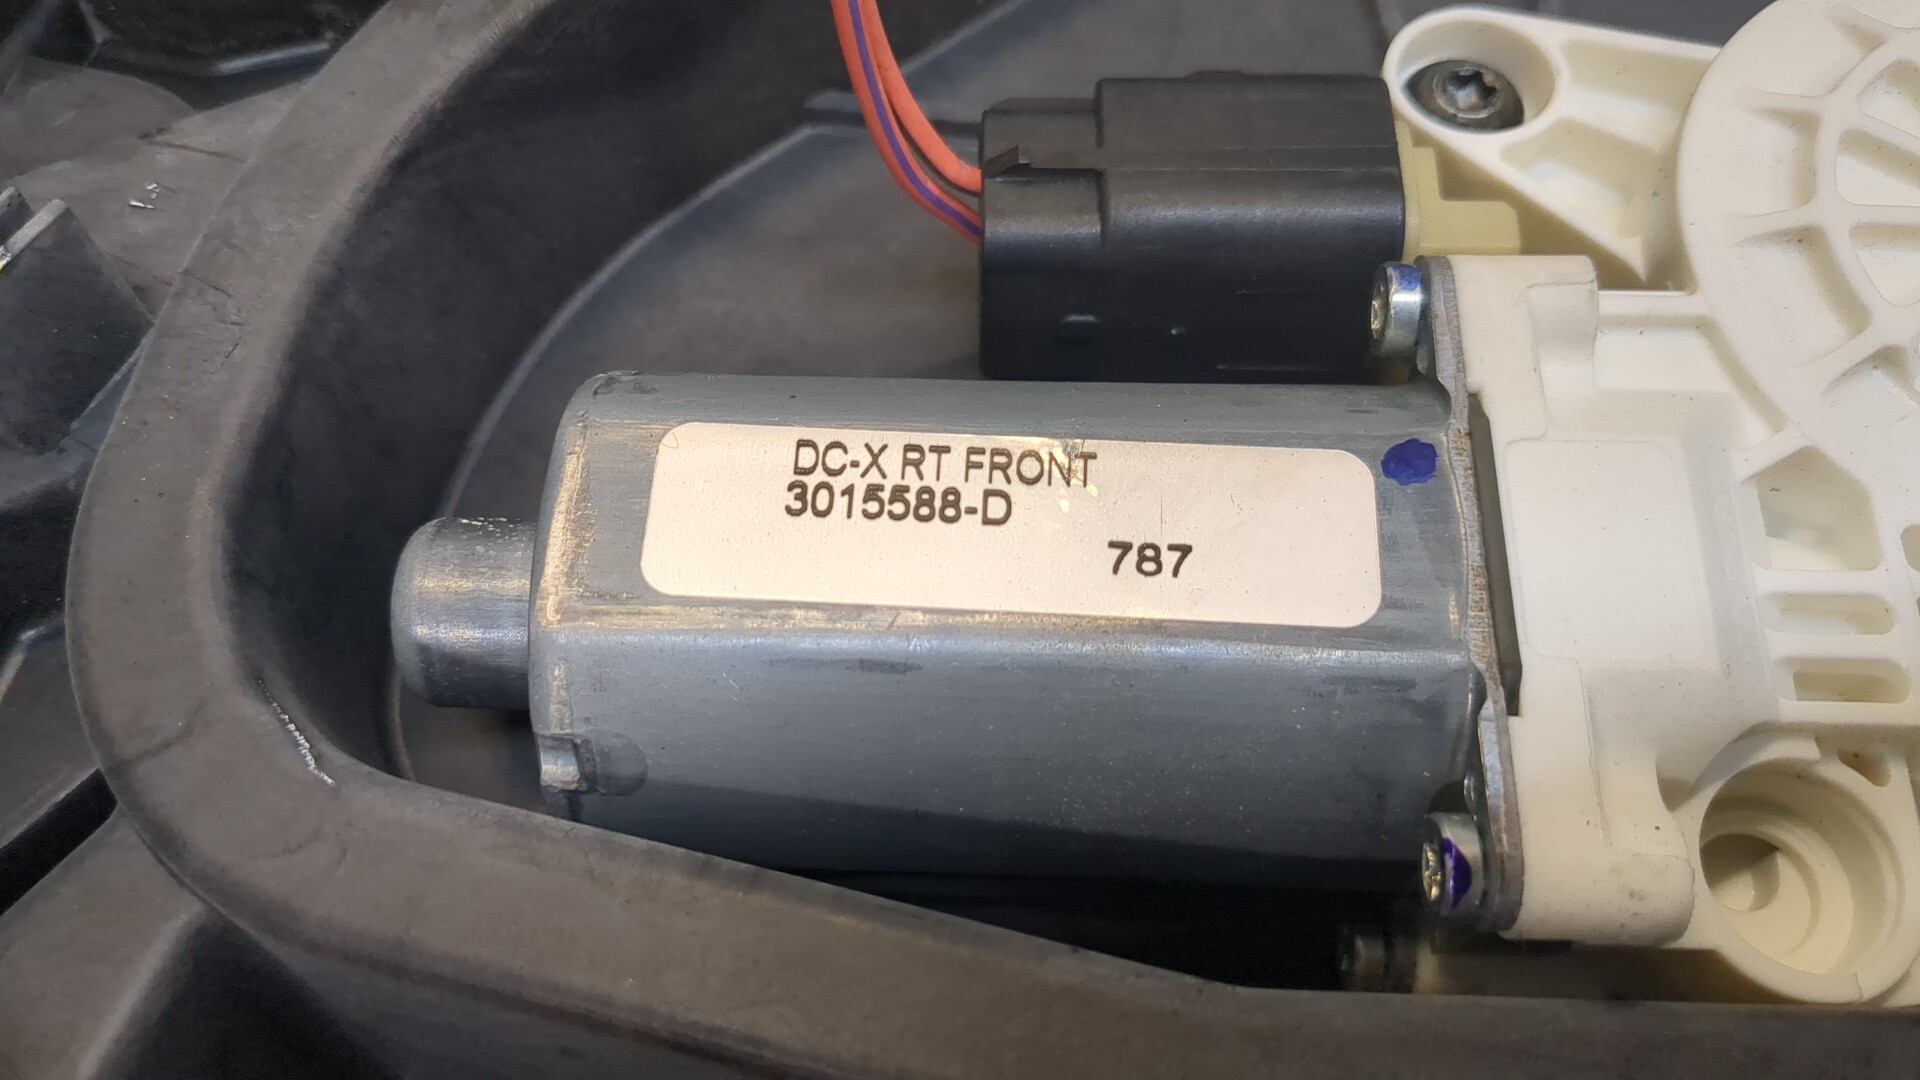 DC-X RT FRONT
3015588-D
787